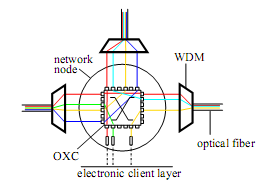 network
node
WDM
optical fiber
OXC
electronic client layer